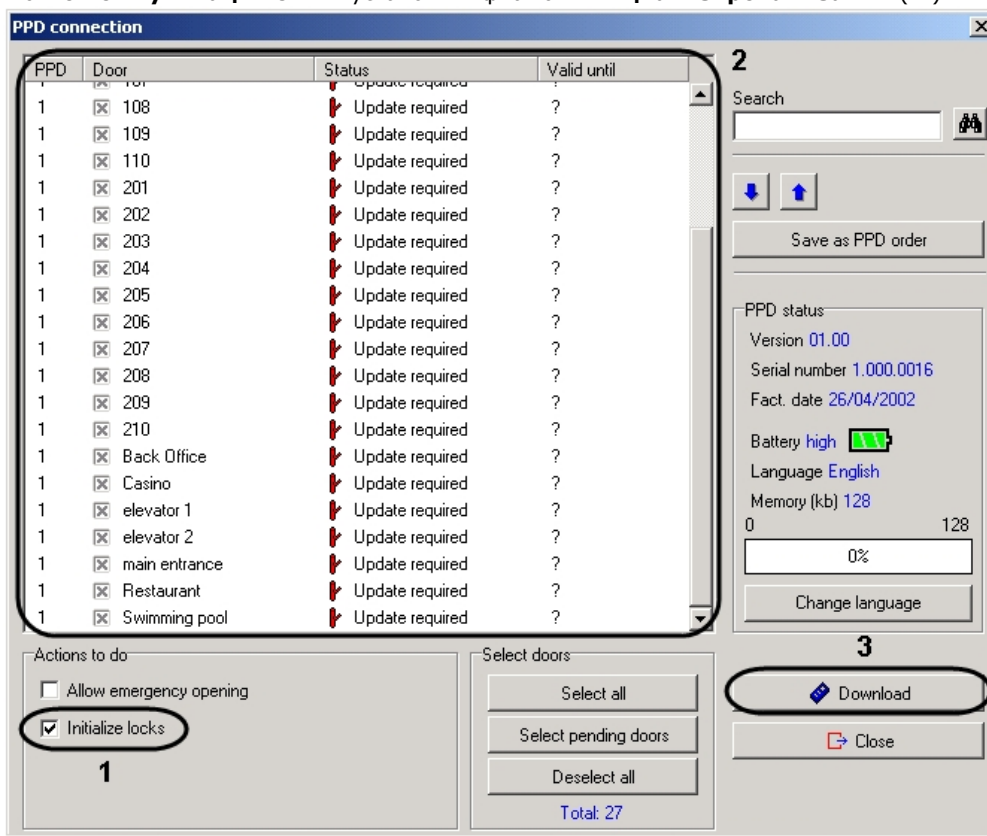 PPD connection
PPD Door Status Valid until
1 108 Update required ?
1 109 Update required ?
1 110 Update required ?
1 201 Update required ?
1 202 Update required ?
1 203 Update required ?
1 204 Update required ?
1 205 Update required ?
1 206 Update required ?
1 207 Update required ?
1 208 Update required ?
1 209 Update required ?
1 210 Update required ?
1 Back Office Update required ?
1 Casino Update required ?
1 elevator 1 Update required ?
1 elevator 2 Update required ?
1 main entrance Update required ?
1 Restaurant Update required ?
1 Swimming pool Update required ?
2
Search
Save as PPD order
PPD status
Version 01.00
Serial number 1.000.0016
Fact. date 26/04/2002
Battery high
Language English
Memory (kb) 128
0 128
0%
Change language
3
Download
Close
Actions to do
Allow emergency opening
Initialize locks
1
Select doors
Select all
Select pending doors
Deselect all
Total: 27